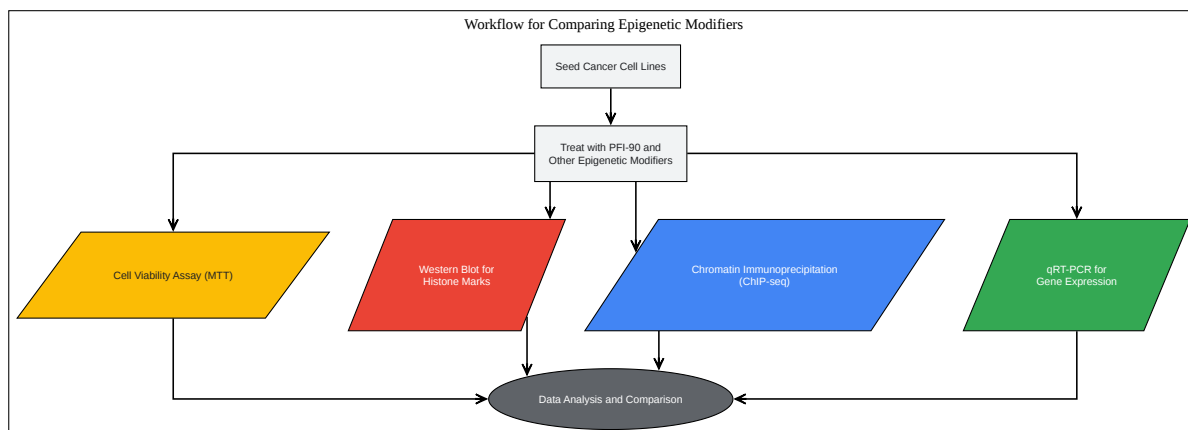 Workflow for Comparing Epigenetic Modifiers
Seed Cancer Cell Lines
Treat with PFI-90 and
Other Epigenetic Modifiers
Cell Viability Assay (MTT)
Western Blot for
Histone Marks
Chromatin Immunoprecipitation
(ChIP-seq)
qRT-PCR for
Gene Expression
Data Analysis and Comparison